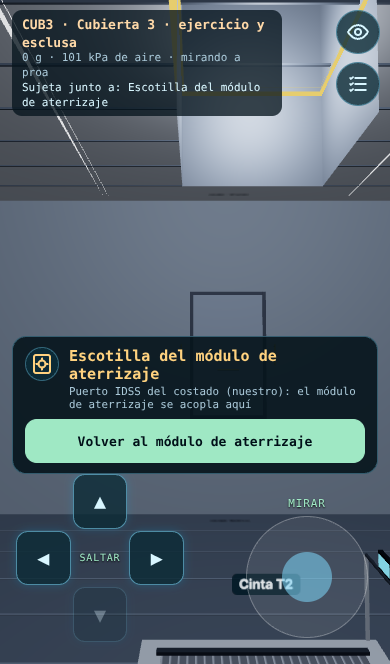 CUB3 · Cubierta 3 · ejercicio y
esclusa
0 g · 101 kPa de aire · mirando a
proa
Sujeta junto a: Escotilla del módulo
de aterrizaje
Escotilla del módulo de
aterrizaje
Puerto IDSS del costado (nuestro): el módulo
de aterrizaje se acopla aquí
Volver al módulo de aterrizaje
MIRAR
SALTAR
Cinta T2